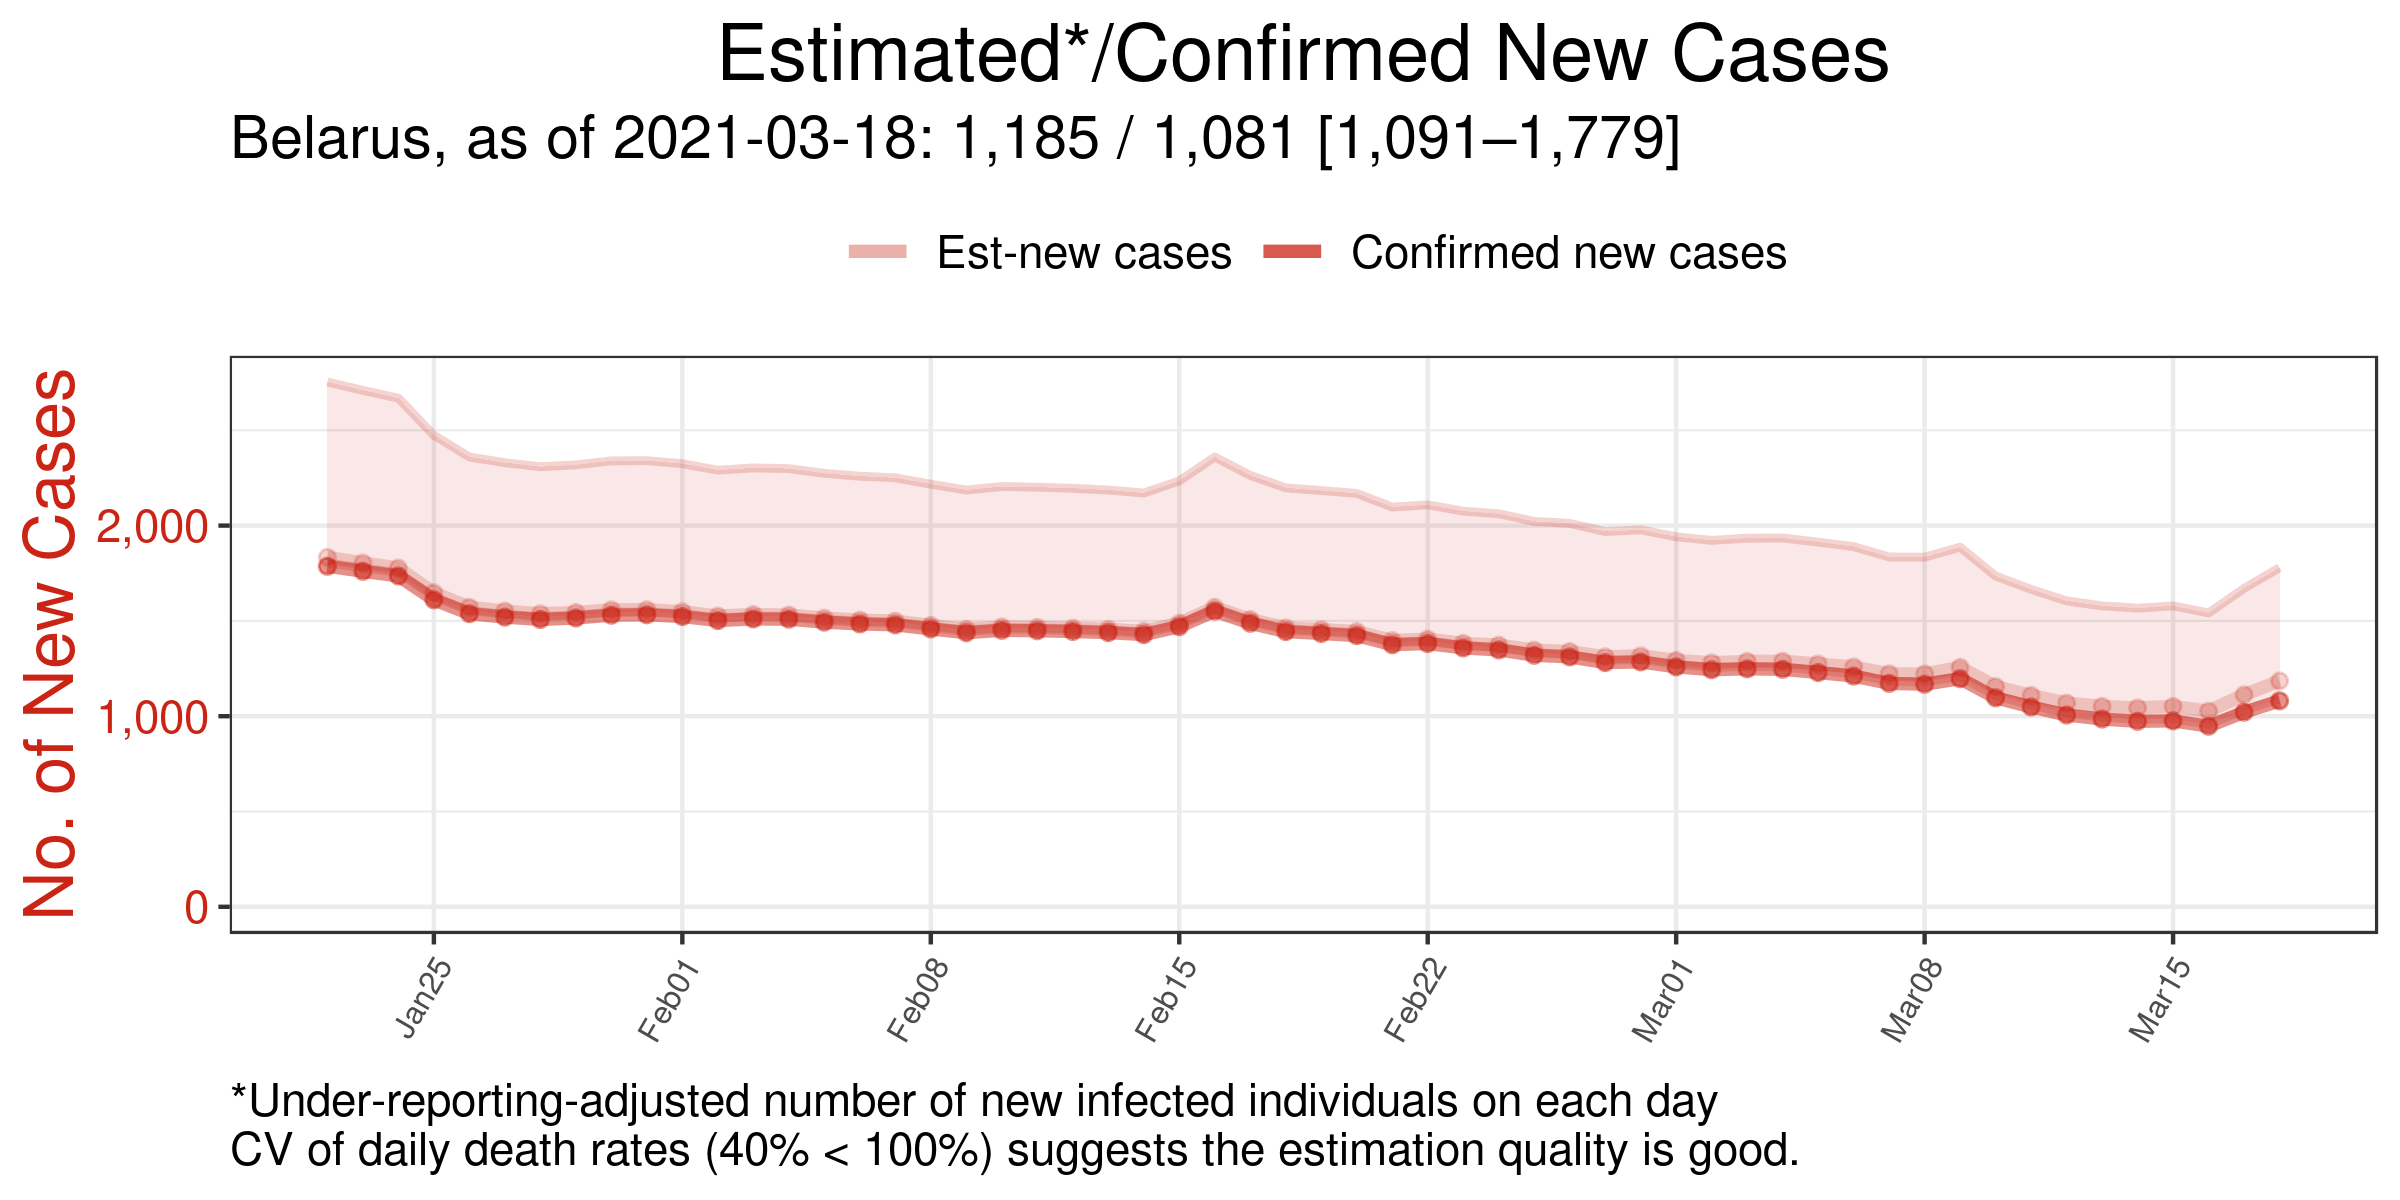 Estimated*/Confirmed New Cases
Belarus, as of 2021-03-18: 1,185 / 1,081 [1,091–1,779]
Est-new cases
Confirmed new cases
No. of New Cases
2,000
1,000
0
Jan25
Feb01
Feb08
Feb15
Feb22
Mar01
Mar08
Mar15
*Under-reporting-adjusted number of new infected individuals on each day
CV of daily death rates (40% < 100%) suggests the estimation quality is good.